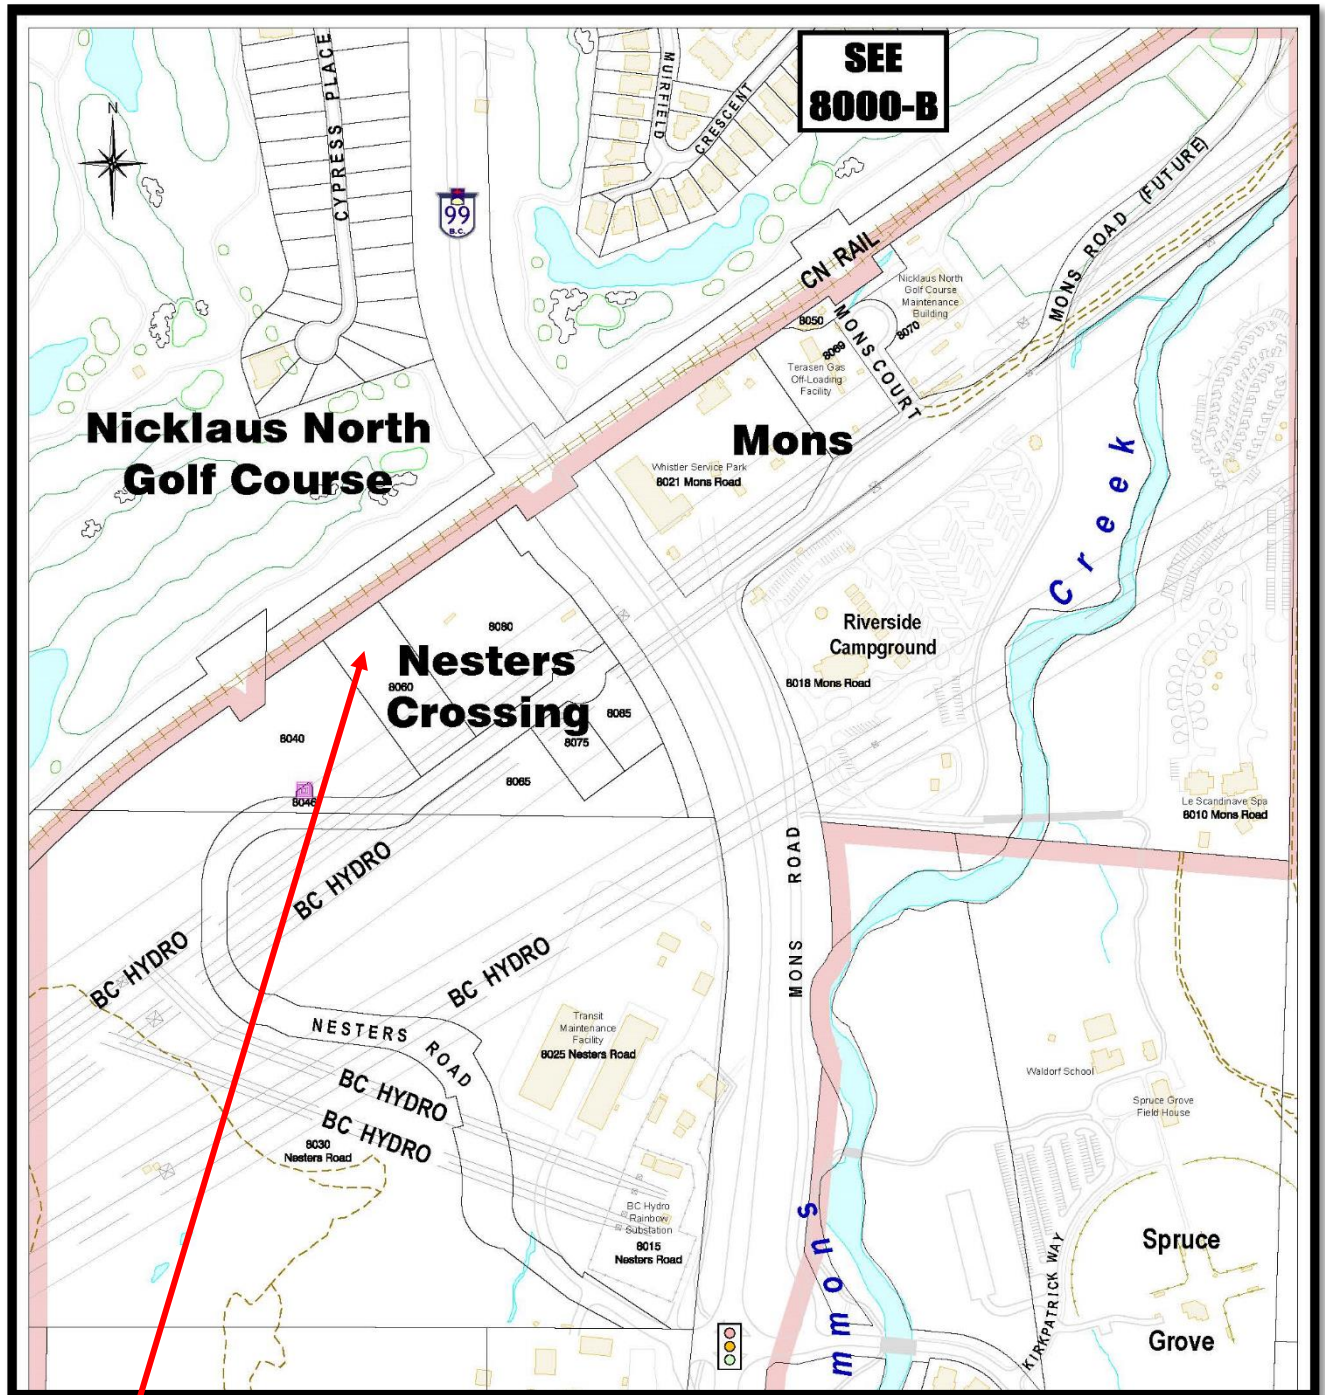 SEE
8000-B
N
CYPRESS PLACE
MUIRFIELD
CRESCENT
99
B.C.
CN RAIL
MONS ROAD (FUTURE)
Nicklaus North
Golf Course
Maintenance
Building
8050
8069
8070
MONS COURT
Terasen Gas
Off-Loading
Facility
Nicklaus North
Golf Course
Mons
Whistler Service Park
8021 Mons Road
Creek
Riverside
Campground
8018 Mons Road
8080
Nesters
Crossing
8060
8085
8075
8065
8040
8046
Le Scandinave Spa
8010 Mons Road
MONS ROAD
BC HYDRO
BC HYDRO
BC HYDRO
NESTERS ROAD
Transit
Maintenance
Facility
8025 Nesters Road
BC HYDRO
BC HYDRO
8030
Nesters Road
Waldorf School
Spruce Grove
Field House
BC Hydro
Rainbow
Substation
8015
Nesters Road
mmons
KIRKPATRICK WAY
Spruce
Grove